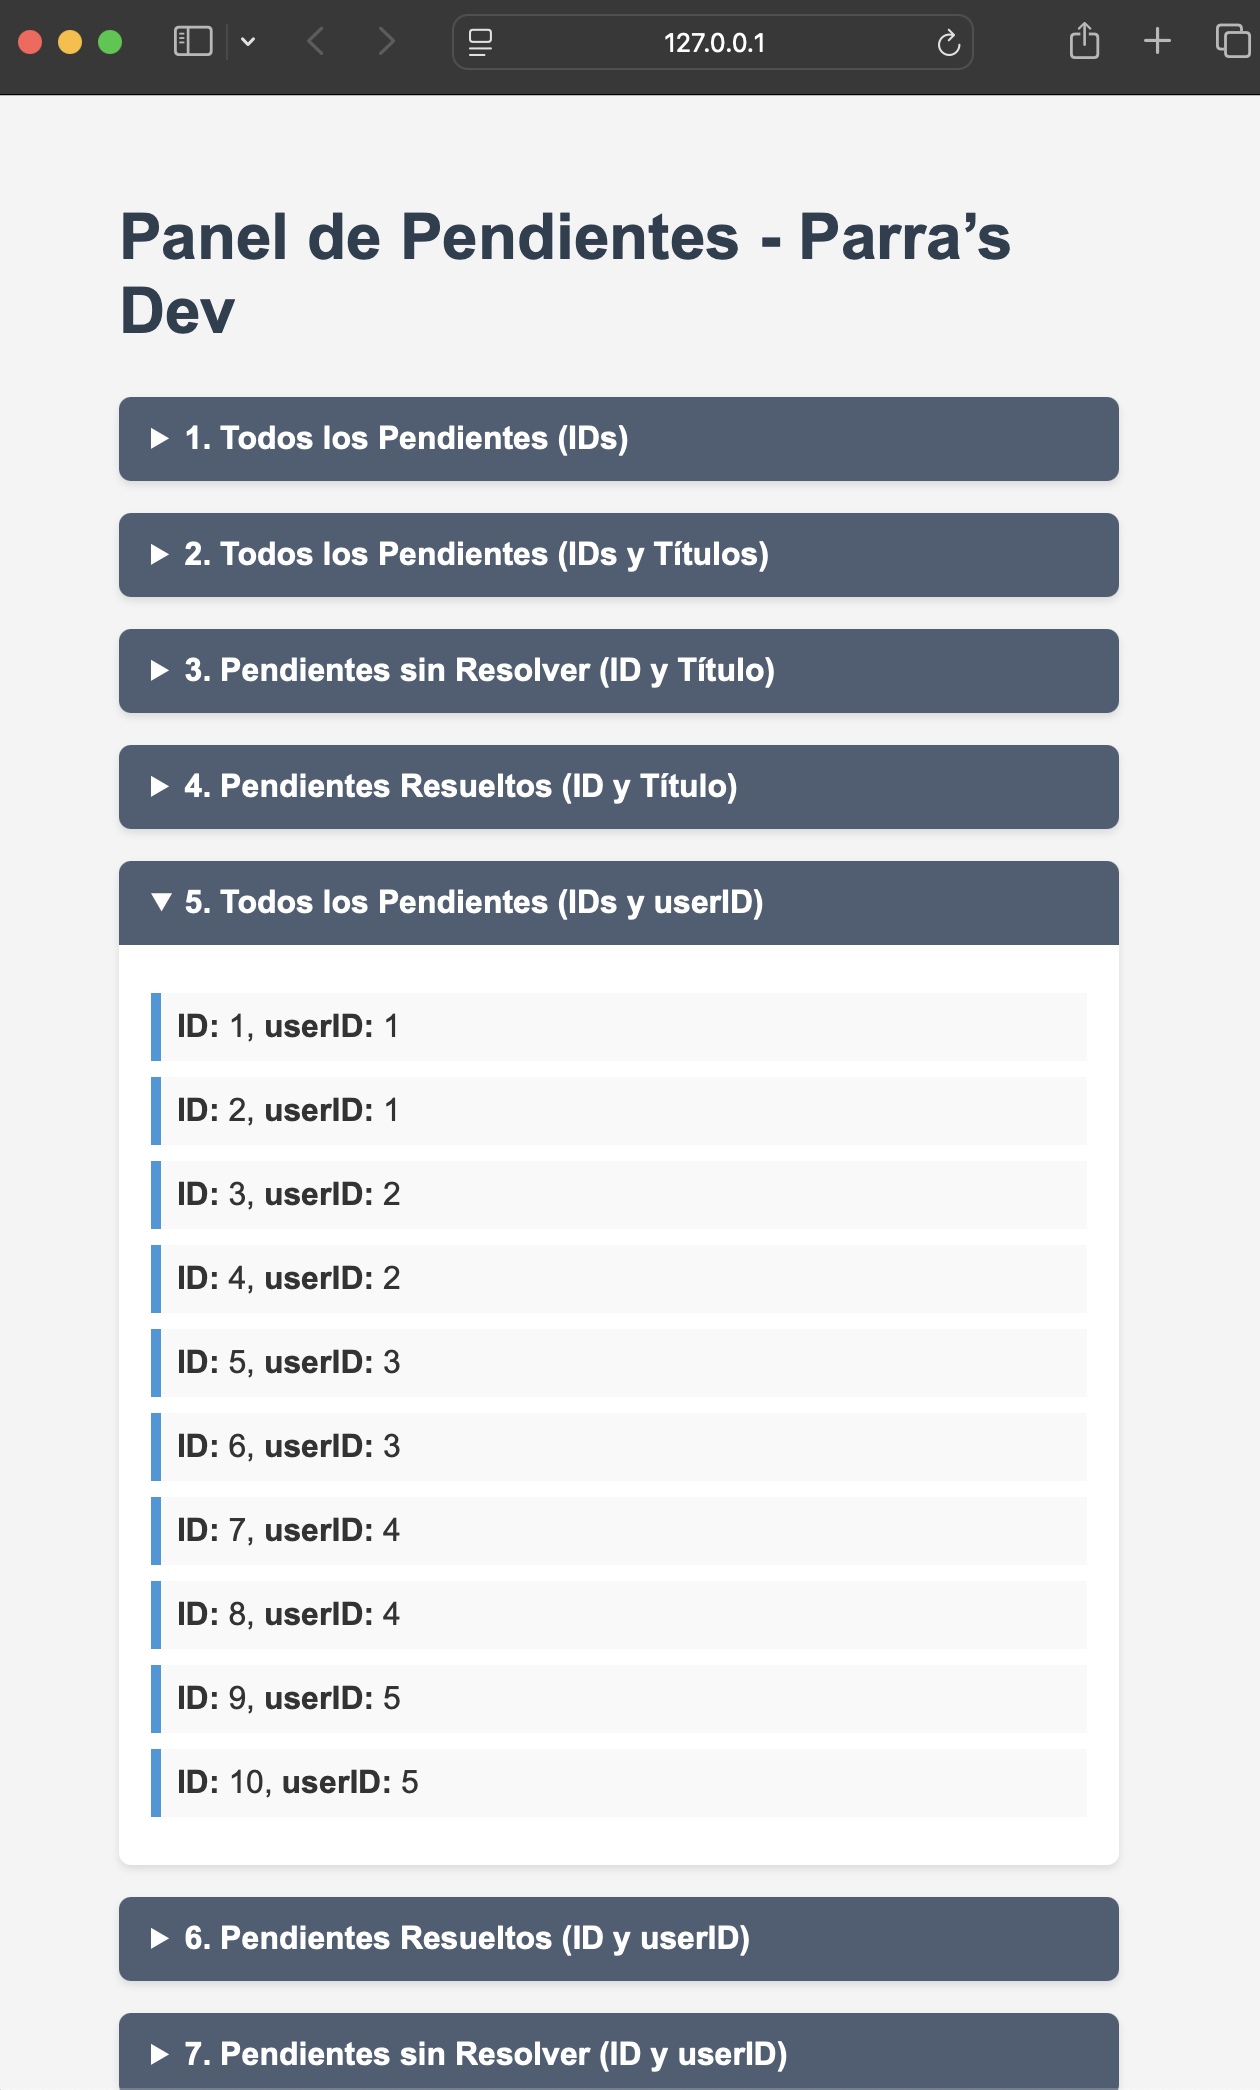 127.0.0.1
Panel de Pendientes - Parra’s
Dev
1. Todos los Pendientes (IDs)
2. Todos los Pendientes (IDs y Títulos)
3. Pendientes sin Resolver (ID y Título)
4. Pendientes Resueltos (ID y Título)
5. Todos los Pendientes (IDs y userID)
ID: 1, userID: 1
ID: 2, userID: 1
ID: 3, userID: 2
ID: 4, userID: 2
ID: 5, userID: 3
ID: 6, userID: 3
ID: 7, userID: 4
ID: 8, userID: 4
ID: 9, userID: 5
ID: 10, userID: 5
6. Pendientes Resueltos (ID y userID)
7. Pendientes sin Resolver (ID y userID)